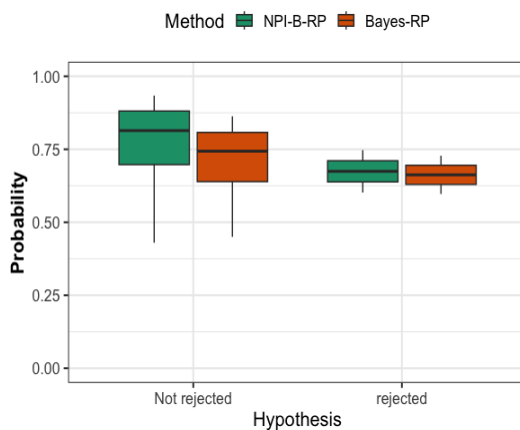 Method NPI-B-RP Bayes-RP
1.00
0.75
0.50
0.25
0.00
Probability
Not rejected rejected
Hypothesis